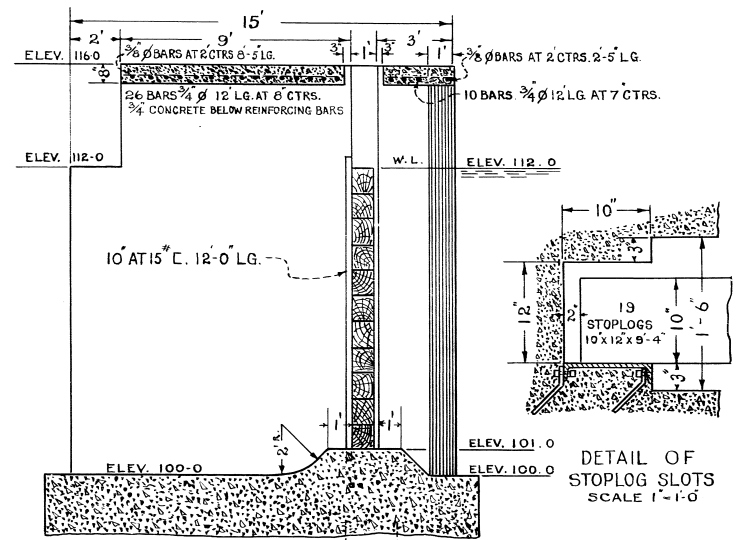 15'
2'
9'
3"
1'
3"
3'
1'
ELEV. 116-0
3/8 Ø BARS AT 2' CTRS 8'-5" LG.
3/8 Ø BARS AT 2' CTRS. 2'-5" LG.
8"
26 BARS 3/4" Ø 12' LG. AT 8" CTRS.
3/4" CONCRETE BELOW REINFORCING BARS
10 BARS. 3/4" Ø 12' LG AT 7" CTRS.
ELEV. 112-0
W.L.
ELEV. 112.0
10" AT 15# [. 12'-0" LG.
10"
3"
12"
19
STOPLOGS
10"X12"X9'-4"
10"
1'-6"
3"
1'
1'
2' R.
ELEV. 101.0
ELEV. 100-0
ELEV. 100.0
DETAIL OF
STOPLOG SLOTS
SCALE 1"=1'-0"